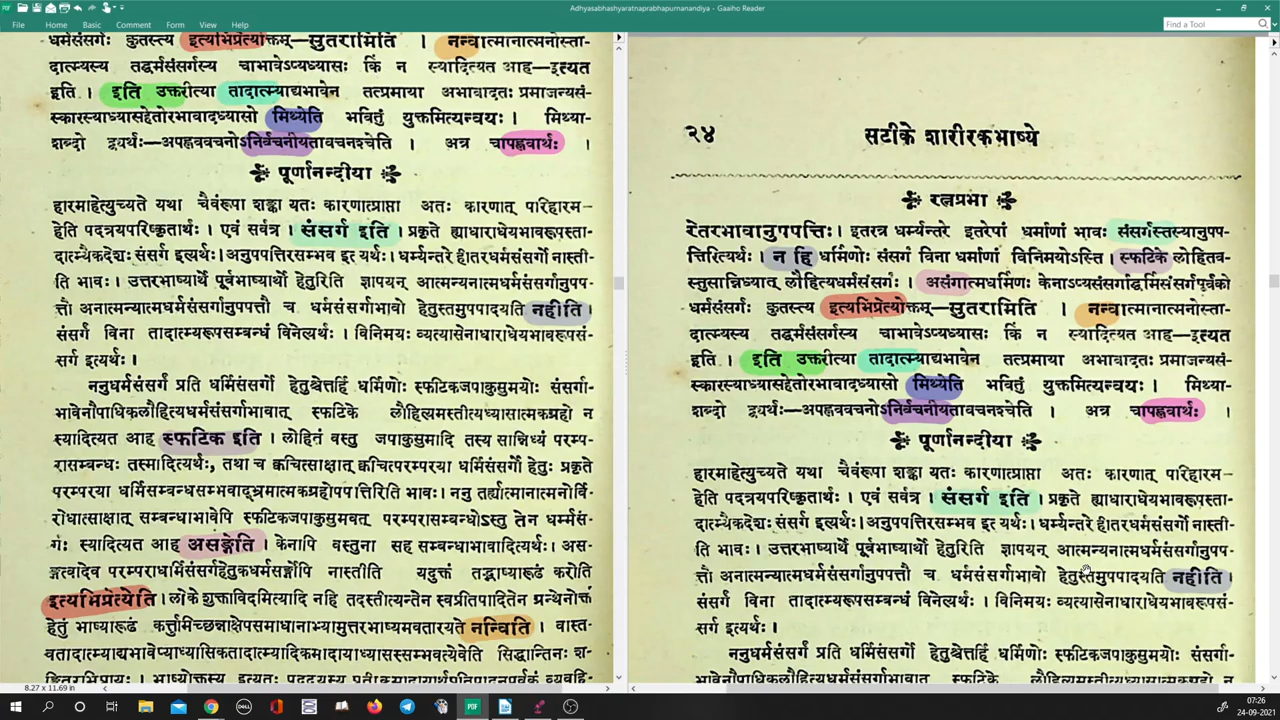 Adhyasabhashyaratnaprabhapurnanandiya - Gaaiho Reader
File Home Basic Comment Form View Help
Find a Tool
धर्मसंसर्गः कुतस्त्य इत्यभिप्रेत्योक्तम्—सुतरामिति । नन्वात्मानात्मनोस्ता-
दात्म्यस्य तद्धर्मसंसर्गस्य चाभावेऽप्यध्यासः किं न स्यादित्यत आह—इत्यत
इति । इति उक्तरीत्या तादात्म्याद्यभावेन तत्प्रमाया अभावादतः प्रमाजन्यसं-
स्कारस्याध्यासहेतोरभावादध्यासो मिथ्येति भवितुं युक्तमित्यन्वयः । मिथ्या-
शब्दो द्व्यर्थः—अपह्नववचनोऽनिर्वचनीयतावचनश्चेति । अत्र चापह्नवार्थः ।
पूर्णानन्दीया
हारमाहेत्युच्यते यथा चैवंरूपा शङ्का यतः कारणात्प्राप्ता अतः कारणात् परिहारम-
हेति पदत्रयपरिष्कृतार्थः । एवं सर्वत्र संसर्ग इति । प्रकृते ह्याधाराधेयभावरूपस्ता-
दात्म्यैकदेशः संसर्ग इत्यर्थः। अनुपपत्तिरसम्भव इत्यर्थः। धर्म्यन्तरे हीतरधर्मसंसर्गो नास्ती-
ति भावः। उत्तरभाष्यार्थे पूर्वभाष्यार्थो हेतुरिति ज्ञापयन् आत्मन्यनात्मधर्मसंसर्गानुपप-
त्तौ अनात्मन्यात्मधर्मसंसर्गानुपपत्तौ च धर्मसंसर्गाभावो हेतुस्तमुपपादयति नहीति ।
संसर्गं विना तादात्म्यरूपसम्बन्धं विनेत्यर्थः । विनिमयः व्यत्यासेनाधाराधेयभावरूपसं-
सर्ग इत्यर्थः ।
ननुधर्मसंसर्गं प्रति धर्मिसंसर्गो हेतुश्चेत्तर्हि धर्मिणोः स्फटिकजपाकुसुमयोः संसर्गा-
भावेनौपाधिकलौहित्यधर्मसंसर्गाभावात् स्फटिके लौहित्यमस्तीत्यध्यासात्मकग्रहो न
स्यादित्यत आह स्फटिक इति । लोहितं वस्तु जपाकुसुमादि तस्य सान्निध्यं परम्प-
रासम्बन्धः तस्मादित्यर्थः, तथा च क्वचित्साक्षात् क्वचित्परम्परया धर्मिसंसर्गो हेतुः प्रकृते
परम्परया धर्मिसम्बन्धसम्भवाद्भ्रमात्मकग्रहोपपत्तिरिति भावः । ननु तर्ह्यात्मानात्मनोर्वि-
रोधात्साक्षात् सम्बन्धाभावेपि स्फटिकजपाकुसुमवत् परम्परासम्बन्धोऽस्तु तेन धर्म्मसं-
गः स्यादित्यत आह असङ्गेति । केनापि वस्तुना सह सम्बन्धाभावादित्यर्थः । अस-
ङ्गत्वादेव परम्पराधर्मिसंसर्गहेतुकधर्मसङ्गोपि नास्तीति यदुक्तं तद्भाष्यारूढं करोति
इत्यभिप्रेत्येति । लोके शुक्ताविदमित्यादि नहि तदस्तीत्यन्तेन स्वप्रतिपादितेन ग्रन्थेनोक्तं
हेतुं भाष्यारूढं कर्त्तुमिच्छन्नाक्षेपसमाधानाभ्यामुत्तरभाष्यमवतारयते नन्विति । वास्त-
वतादात्म्याद्यभावेप्याध्यासिकतादात्म्यादिकमादायाध्यासस्सम्भवत्येवेति सिद्धान्तिनः श-
8.27 x 11.69 in
२४ सटीके शारीरकभाष्ये
रत्नप्रभा
रेतरभावानुपपत्तिः। इतरत्र धर्म्यन्तरे इतरेषां धर्माणां भावः संसर्गस्तस्यानुपप-
त्तिरित्यर्थः। न हि धर्मिणोः संसर्गं विना धर्माणां विनिमयोऽस्ति । स्फटिके लोहितव-
स्तुसान्निध्यात् लौहित्यधर्मसंसर्गः। असंगात्मधर्मिणः केनाऽप्यसंसर्गाद्धर्मिसंसर्गपूर्वको
धर्मसंसर्गः कुतस्त्य इत्यभिप्रेत्योक्तम्—सुतरामिति । नन्वात्मानात्मनोस्ता-
दात्म्यस्य तद्धर्मसंसर्गस्य चाभावेऽप्यध्यासः किं न स्यादित्यत आह—इत्यत
इति । इति उक्तरीत्या तादात्म्याद्यभावेन तत्प्रमाया अभावादतः प्रमाजन्यसं-
स्कारस्याध्यासहेतोरभावादध्यासो मिथ्येति भवितुं युक्तमित्यन्वयः । मिथ्या-
शब्दो द्व्यर्थः—अपह्नववचनोऽनिर्वचनीयतावचनश्चेति । अत्र चापह्नवार्थः ।
पूर्णानन्दीया
हारमाहेत्युच्यते यथा चैवंरूपा शङ्का यतः कारणात्प्राप्ता अतः कारणात् परिहारम-
हेति पदत्रयपरिष्कृतार्थः । एवं सर्वत्र संसर्ग इति । प्रकृते ह्याधाराधेयभावरूपस्ता-
दात्म्यैकदेशः संसर्ग इत्यर्थः। अनुपपत्तिरसम्भव इत्यर्थः। धर्म्यन्तरे हीतरधर्मसंसर्गो नास्ती-
ति भावः। उत्तरभाष्यार्थे पूर्वभाष्यार्थो हेतुरिति ज्ञापयन् आत्मन्यनात्मधर्मसंसर्गानुपप-
त्तौ अनात्मन्यात्मधर्मसंसर्गानुपपत्तौ च धर्मसंसर्गाभावो हेतुस्तमुपपादयति नहीति ।
संसर्गं विना तादात्म्यरूपसम्बन्धं विनेत्यर्थः । विनिमयः व्यत्यासेनाधाराधेयभावरूपसं-
सर्ग इत्यर्थः ।
ननुधर्मसंसर्गं प्रति धर्मिसंसर्गो हेतुश्चेत्तर्हि धर्मिणोः स्फटिकजपाकुसुमयोः संसर्गा-
07:26
24-09-2021